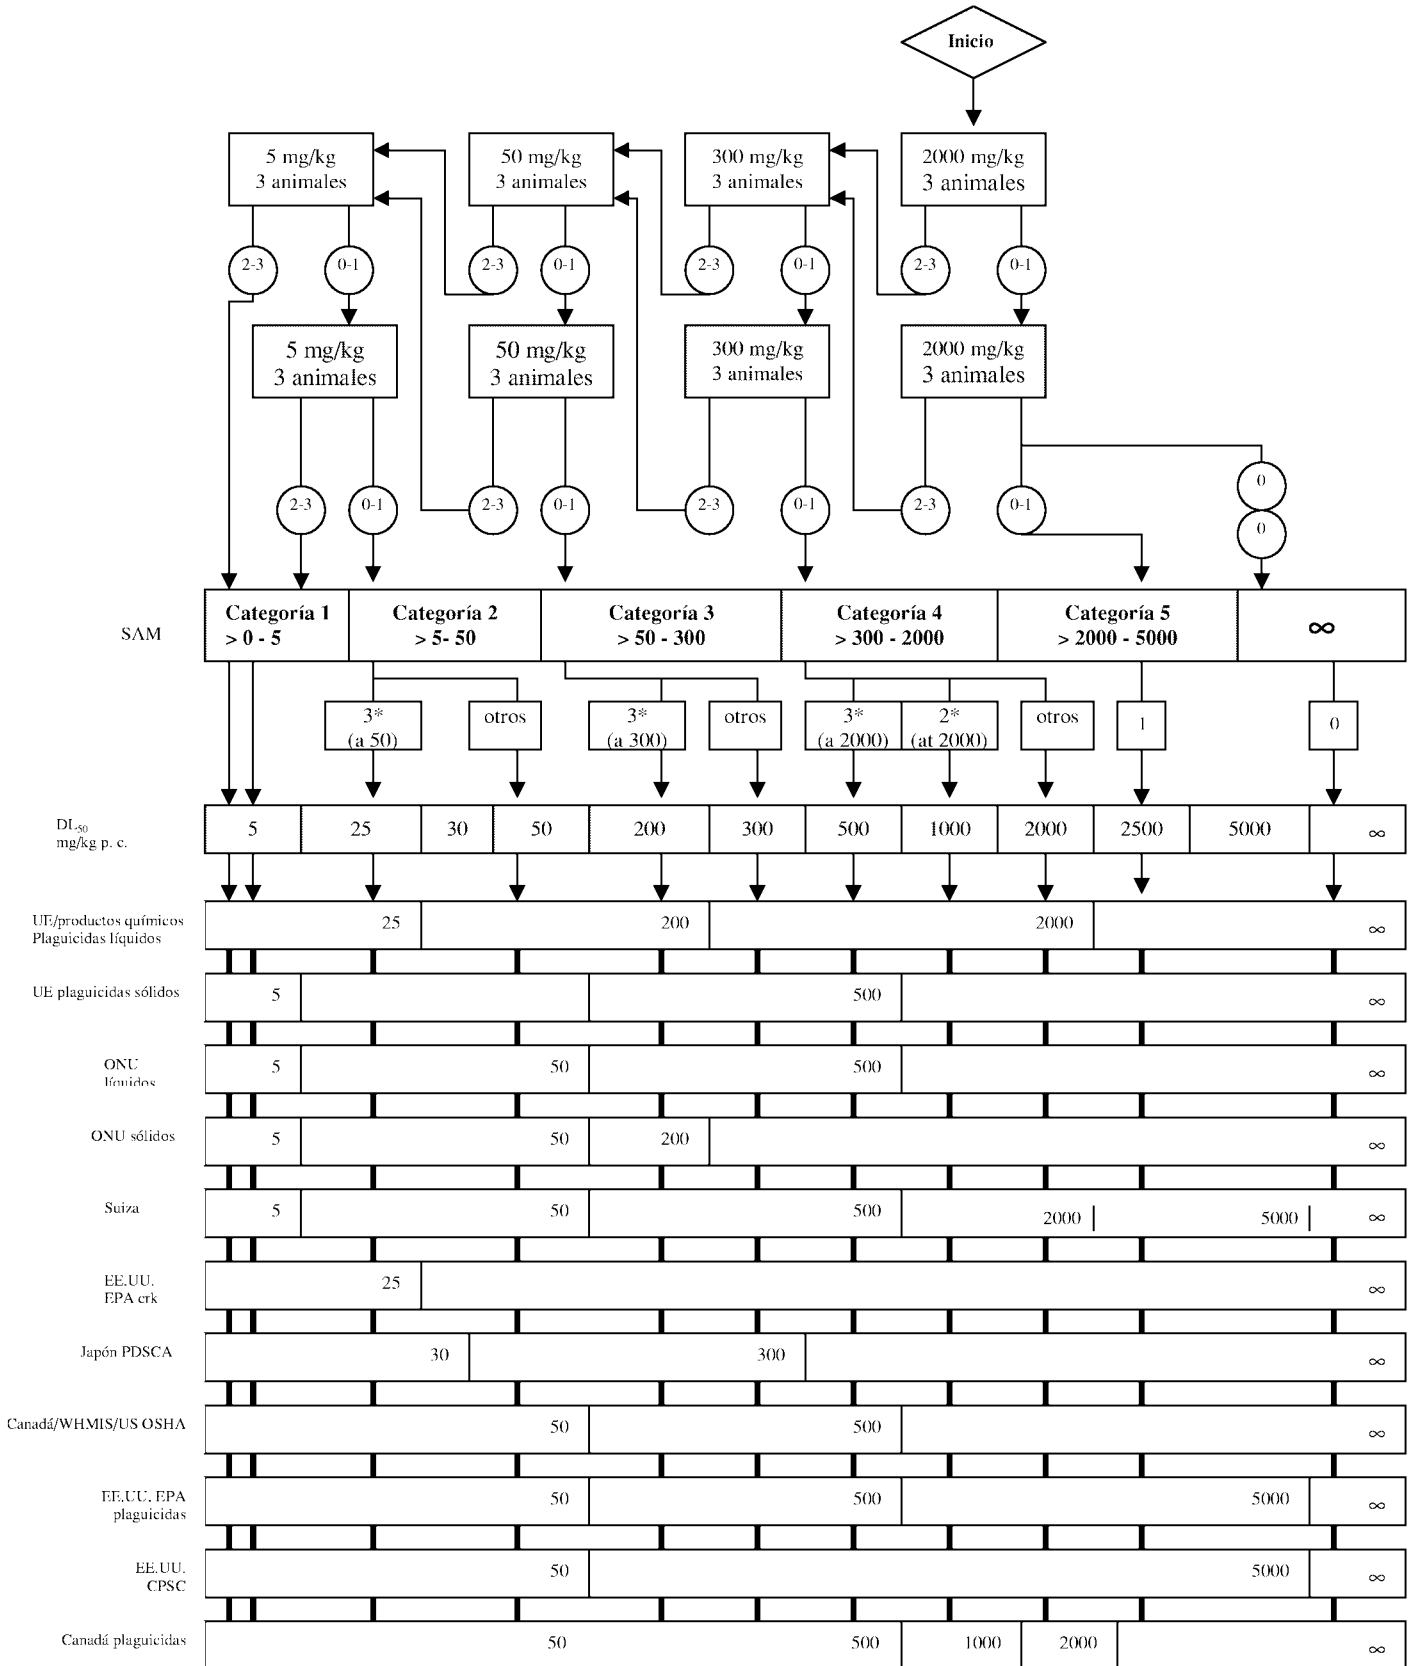 Inicio
5 mg/kg
3 animales
50 mg/kg
3 animales
300 mg/kg
3 animales
2000 mg/kg
3 animales
2-3
0-1
2-3
0-1
2-3
0-1
2-3
0-1
5 mg/kg
3 animales
50 mg/kg
3 animales
300 mg/kg
3 animales
2000 mg/kg
3 animales
2-3
0-1
2-3
0-1
2-3
0-1
2-3
0-1
0
0
SAM
Categoría 1
> 0 - 5
Categoría 2
> 5- 50
Categoría 3
> 50 - 300
Categoría 4
> 300 - 2000
Categoría 5
> 2000 - 5000
∞
3*
(a 50)
otros
3*
(a 300)
otros
3*
(a 2000)
2*
(at 2000)
otros
1
0
DL50
mg/kg p. c.
5
25
30
50
200
300
500
1000
2000
2500
5000
∞
UE/productos químicos
Plaguicidas líquidos
25
200
2000
∞
UE plaguicidas sólidos
5
500
∞
ONU
líquidos
5
50
500
∞
ONU sólidos
5
50
200
∞
Suiza
5
50
500
2000
5000
∞
EE.UU.
EPA crk
25
∞
Japón PDSCA
30
300
∞
Canadá/WHMIS/US OSHA
50
500
∞
EE.UU. EPA
plaguicidas
50
500
5000
∞
EE.UU.
CPSC
50
5000
∞
Canadá plaguicidas
50
500
1000
2000
∞